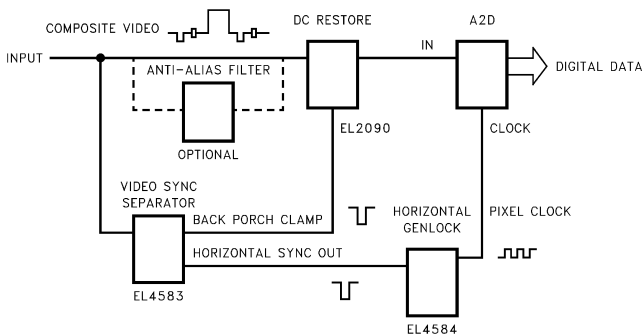 COMPOSITE VIDEO
DC RESTORE
A2D
INPUT
IN
ANTI-ALIAS FILTER
DIGITAL DATA
EL2090
CLOCK
OPTIONAL
VIDEO SYNC
SEPARATOR
BACK PORCH CLAMP
HORIZONTAL
GENLOCK
PIXEL CLOCK
HORIZONTAL SYNC OUT
EL4583
EL4584